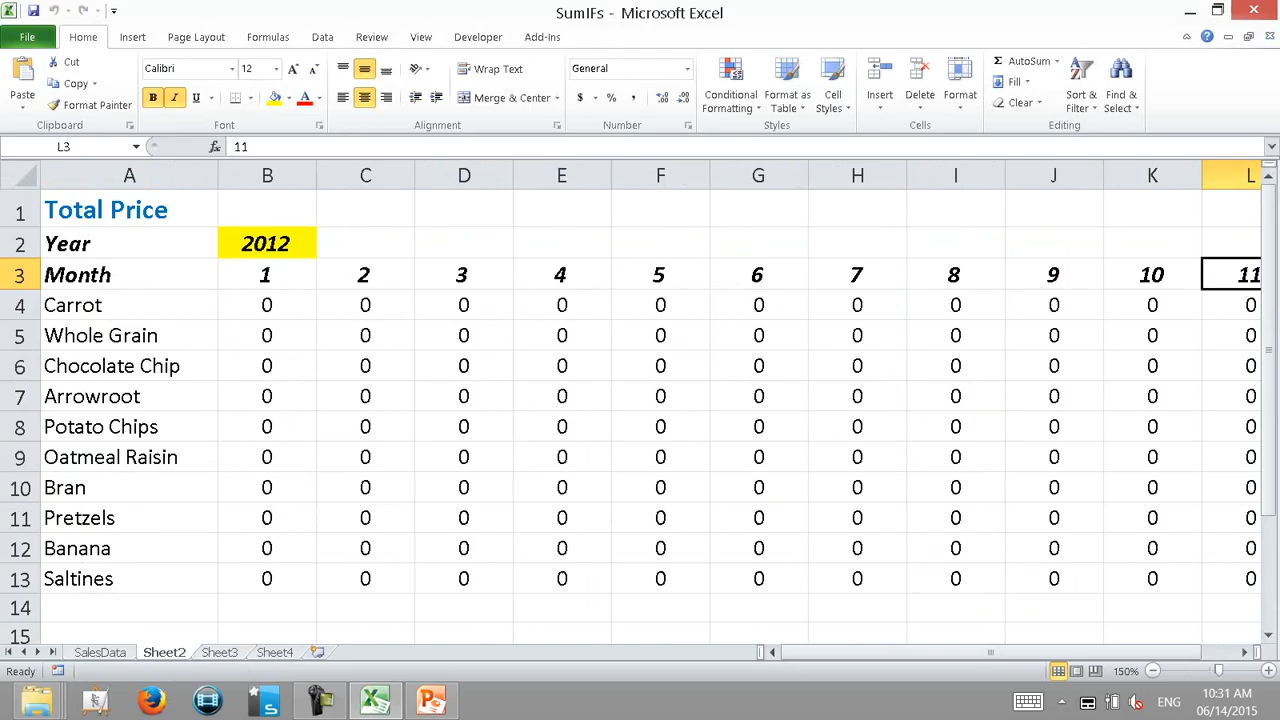 SumIFs - Microsoft Excel
File Home Insert Page Layout Formulas Data Review View Developer Add-Ins
Paste
Cut
Copy
Format Painter
Clipboard
Calibri 12
B I U
Font
Wrap Text
Merge & Center
Alignment
General
$ % ,
Number
Conditional Formatting
Format as Table
Cell Styles
Styles
Insert Delete Format
Cells
AutoSum
Fill
Clear
Sort & Filter
Find & Select
Editing
L3 fx 11
A B C D E F G H I J K L
1 Total Price
2 Year 2012
3 Month 1 2 3 4 5 6 7 8 9 10 11
4 Carrot 0 0 0 0 0 0 0 0 0 0 0
5 Whole Grain 0 0 0 0 0 0 0 0 0 0 0
6 Chocolate Chip 0 0 0 0 0 0 0 0 0 0 0
7 Arrowroot 0 0 0 0 0 0 0 0 0 0 0
8 Potato Chips 0 0 0 0 0 0 0 0 0 0 0
9 Oatmeal Raisin 0 0 0 0 0 0 0 0 0 0 0
10 Bran 0 0 0 0 0 0 0 0 0 0 0
11 Pretzels 0 0 0 0 0 0 0 0 0 0 0
12 Banana 0 0 0 0 0 0 0 0 0 0 0
13 Saltines 0 0 0 0 0 0 0 0 0 0 0
14
15
SalesData Sheet2 Sheet3 Sheet4
Ready 150%
ENG 10:31 AM
06/14/2015